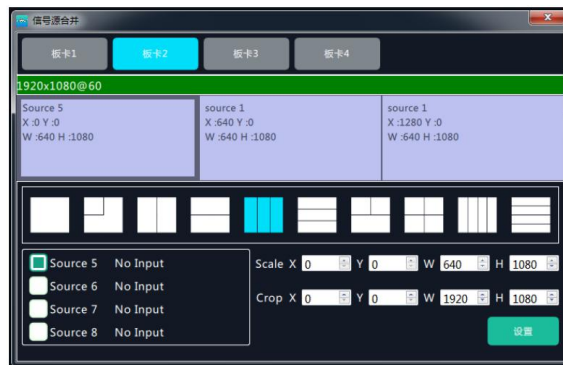 信号源合并
板卡1 板卡2 板卡3 板卡4
1920x1080@60
Source 5 source 1 source 1
X :0 Y :0 X :640 Y :0 X :1280 Y :0
W :640 H :1080 W :640 H :1080 W :640 H :1080
Source 5 No Input Scale X 0 Y 0 W 640 H 1080
Source 6 No Input
Crop X 0 Y 0 W 1920 H 1080
Source 7 No Input
Source 8 No Input 设置